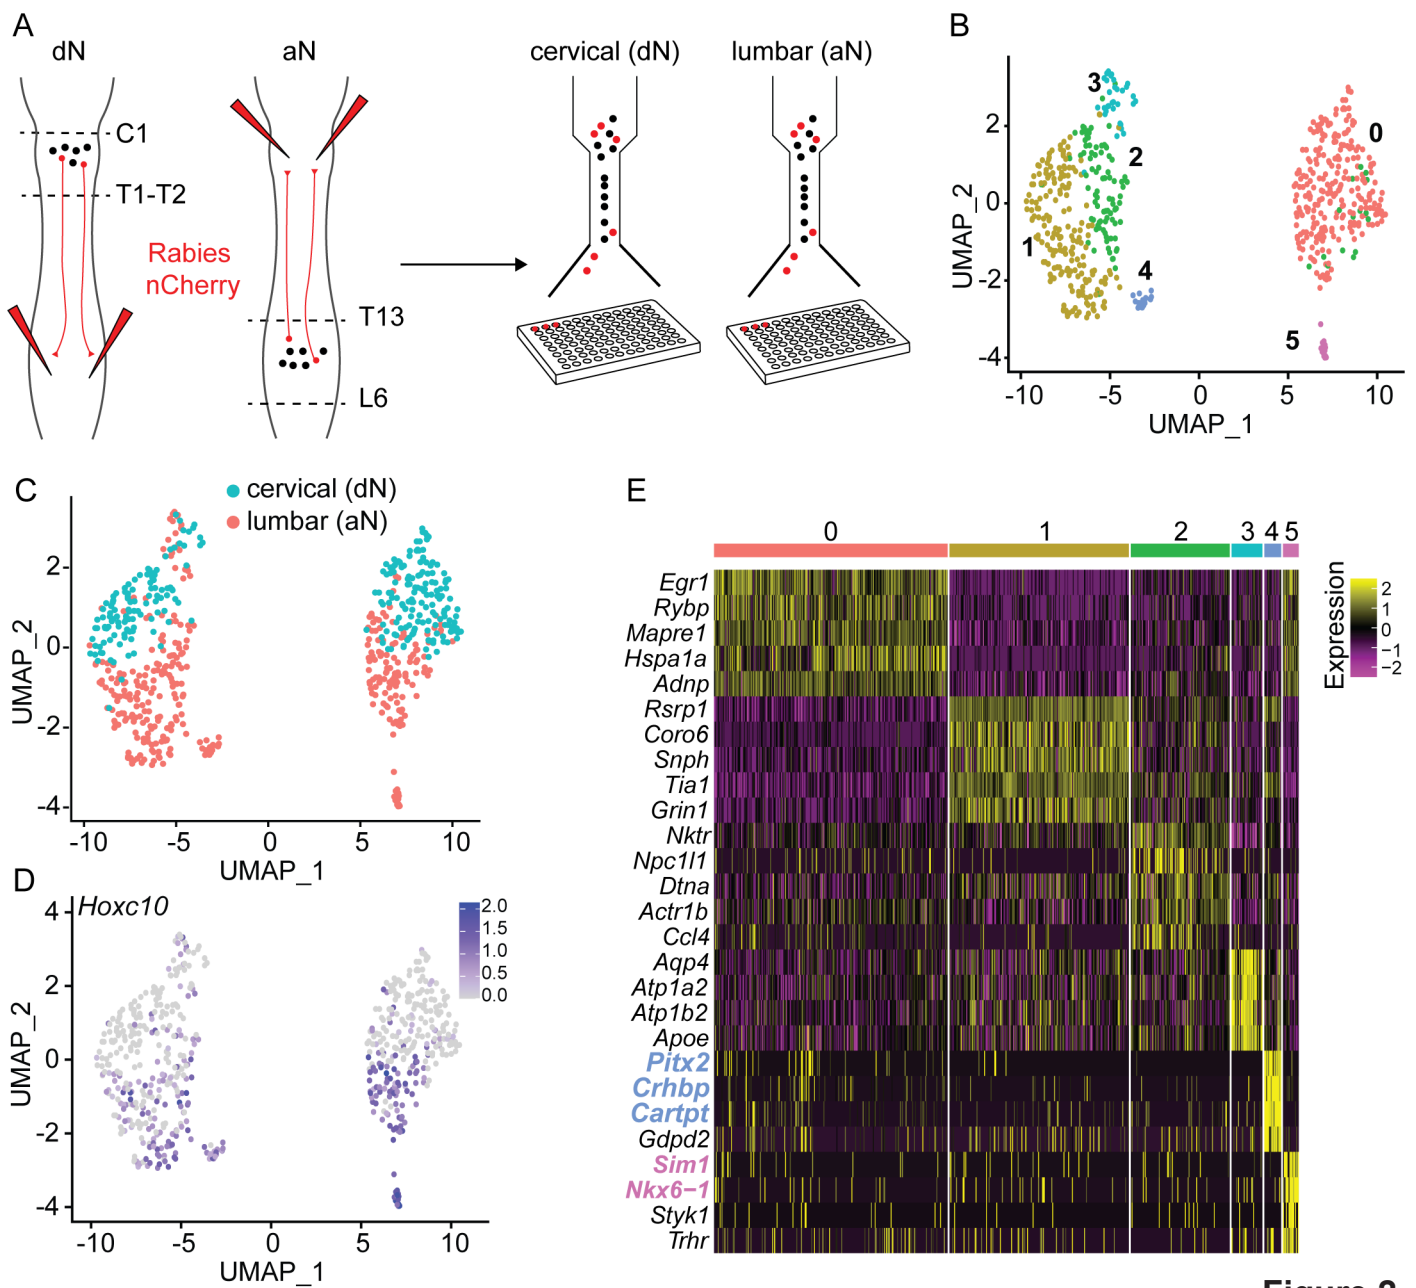 A
dN
aN
cervical (dN)
lumbar (aN)
C1
T1-T2
Rabies
nCherry
T13
L6
B
3
0
2
1
4
5
2
0
-2
-4
UMAP_2
-10
-5
0
5
10
UMAP_1
C
cervical (dN)
lumbar (aN)
2
0
-2
-4
UMAP_2
-10
-5
0
5
10
UMAP_1
D
Hoxc10
2.0
1.5
1.0
0.5
0.0
4
2
0
-2
-4
UMAP_2
-10
-5
0
5
10
UMAP_1
E
0 1 2 3 4 5
Egr1
Rybp
Mapre1
Hspa1a
Adnp
Rsrp1
Coro6
Snph
Tia1
Grin1
Nktr
Npc1l1
Dtna
Actr1b
Ccl4
Aqp4
Atp1a2
Atp1b2
Apoe
Pitx2
Crhbp
Cartpt
Gdpd2
Sim1
Nkx6−1
Styk1
Trhr
Expression
2
1
0
−1
−2